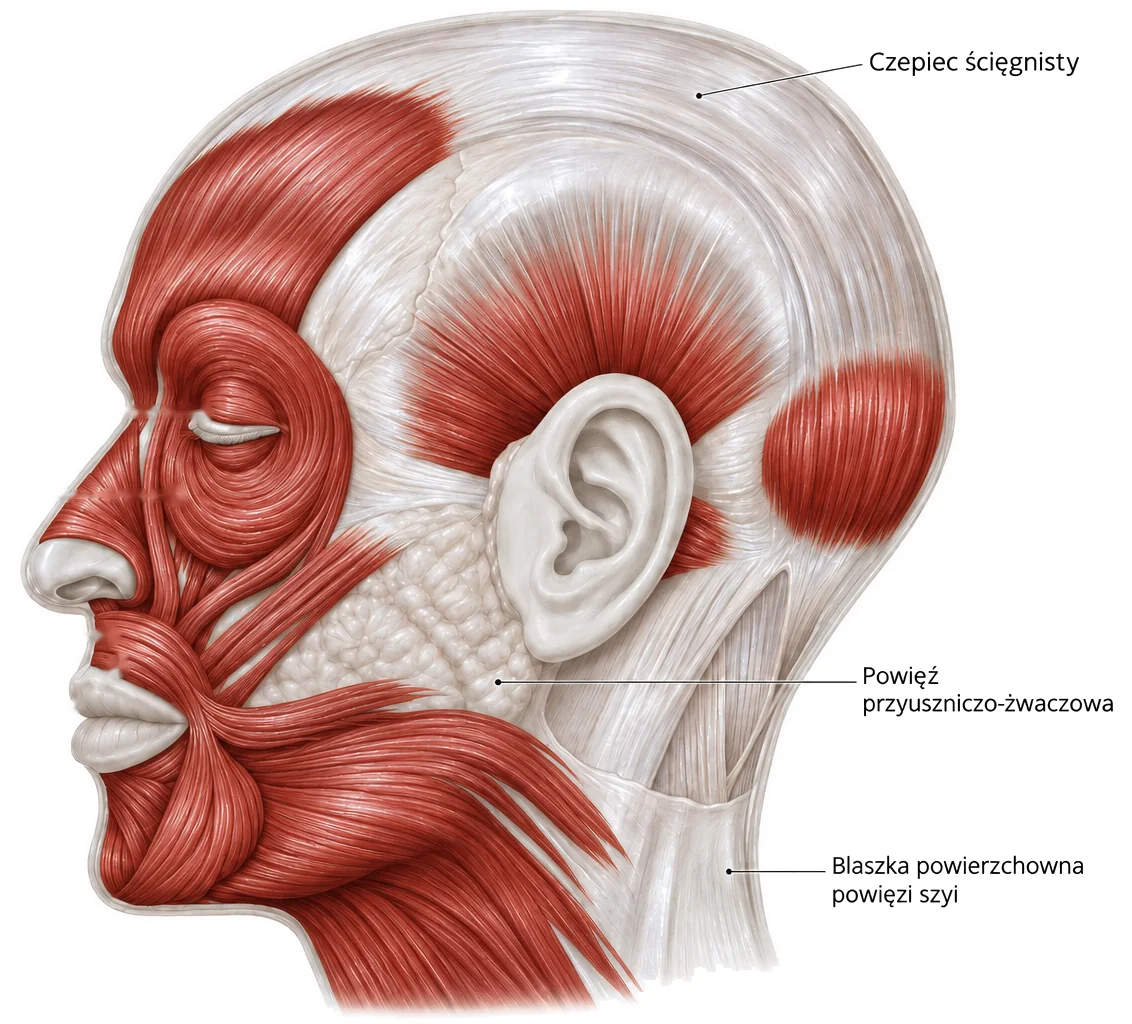 Czepiec ścięgnisty
Powięź
przyuszniczo-żwaczowa
Blaszka powierzchowna
powięzi szyi